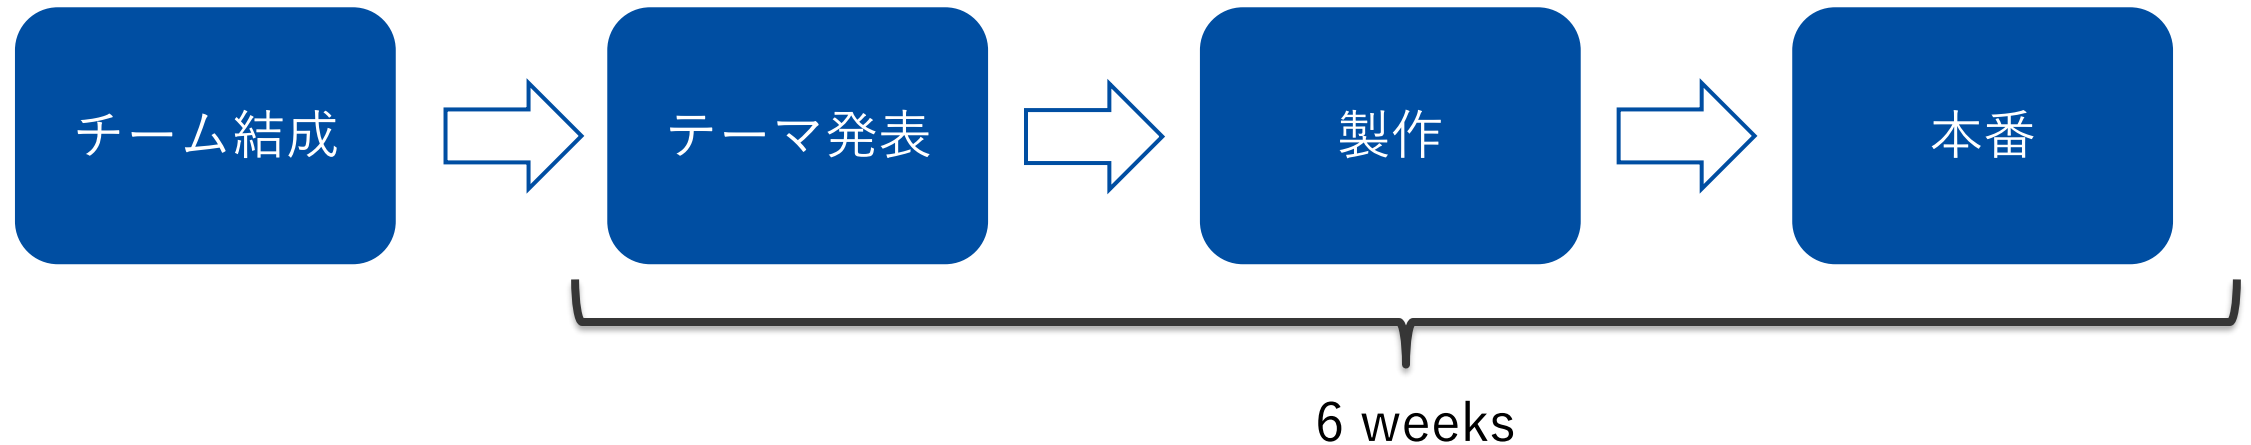 チーム結成
テーマ発表
製作
本番
6 weeks